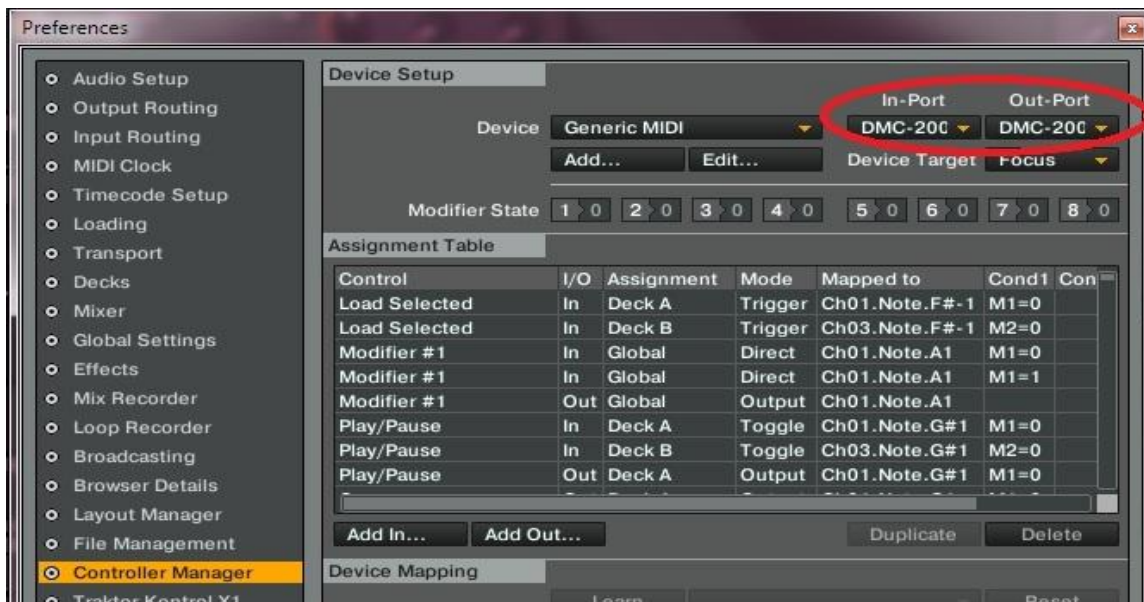 Preferences
Audio Setup
Output Routing
Input Routing
MIDI Clock
Timecode Setup
Loading
Transport
Decks
Mixer
Global Settings
Effects
Mix Recorder
Loop Recorder
Broadcasting
Browser Details
Layout Manager
File Management
Controller Manager
Traktor Kontrol X1
Device Setup
In-Port Out-Port
Device Generic MIDI DMC-200 DMC-200
Add... Edit... Device Target Focus
Modifier State 1 0 2 0 3 0 4 0 5 0 6 0 7 0 8 0
Assignment Table
Control I/O Assignment Mode Mapped to Cond1 Con
Load Selected In Deck A Trigger Ch01.Note.F#-1 M1=0
Load Selected In Deck B Trigger Ch03.Note.F#-1 M2=0
Modifier #1 In Global Direct Ch01.Note.A1 M1=0
Modifier #1 In Global Direct Ch01.Note.A1 M1=1
Modifier #1 Out Global Output Ch01.Note.A1
Play/Pause In Deck A Toggle Ch01.Note.G#1 M1=0
Play/Pause In Deck B Toggle Ch03.Note.G#1 M2=0
Play/Pause Out Deck A Output Ch01.Note.G#1 M1=0
Add In... Add Out... Duplicate Delete
Device Mapping
Learn Reset